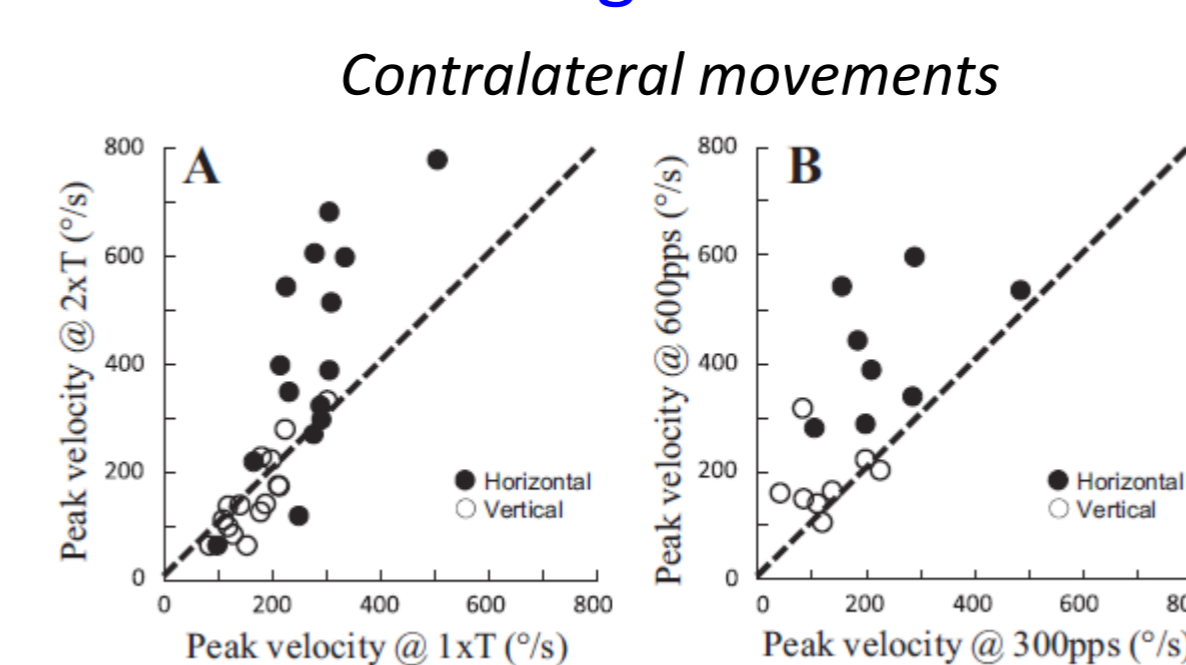 Contralateral movements
A
Peak velocity @ 2xT (°/s)
800
600
400
200
0
Horizontal
Vertical
0 200 400 600 800
Peak velocity @ 1xT (°/s)
B
Peak velocity @ 600pps (°/s)
800
600
400
200
0
Horizontal
Vertical
0 200 400 600
Peak velocity @ 300pps (°/s)